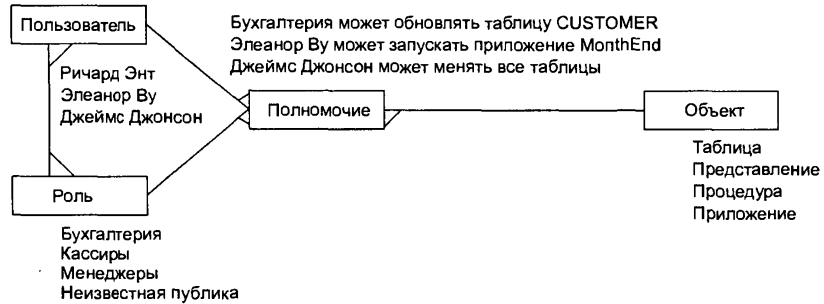 Пользователь
Бухгалтерия может обновлять таблицу CUSTOMER
Элеанор Ву может запускать приложение MonthEnd
Джеймс Джонсон может менять все таблицы
Ричард Энт
Элеанор Ву
Джеймс Джонсон
Полномочие
Объект
Таблица
Представление
Процедура
Приложение
Роль
Бухгалтерия
Кассиры
Менеджеры
Неизвестная публика